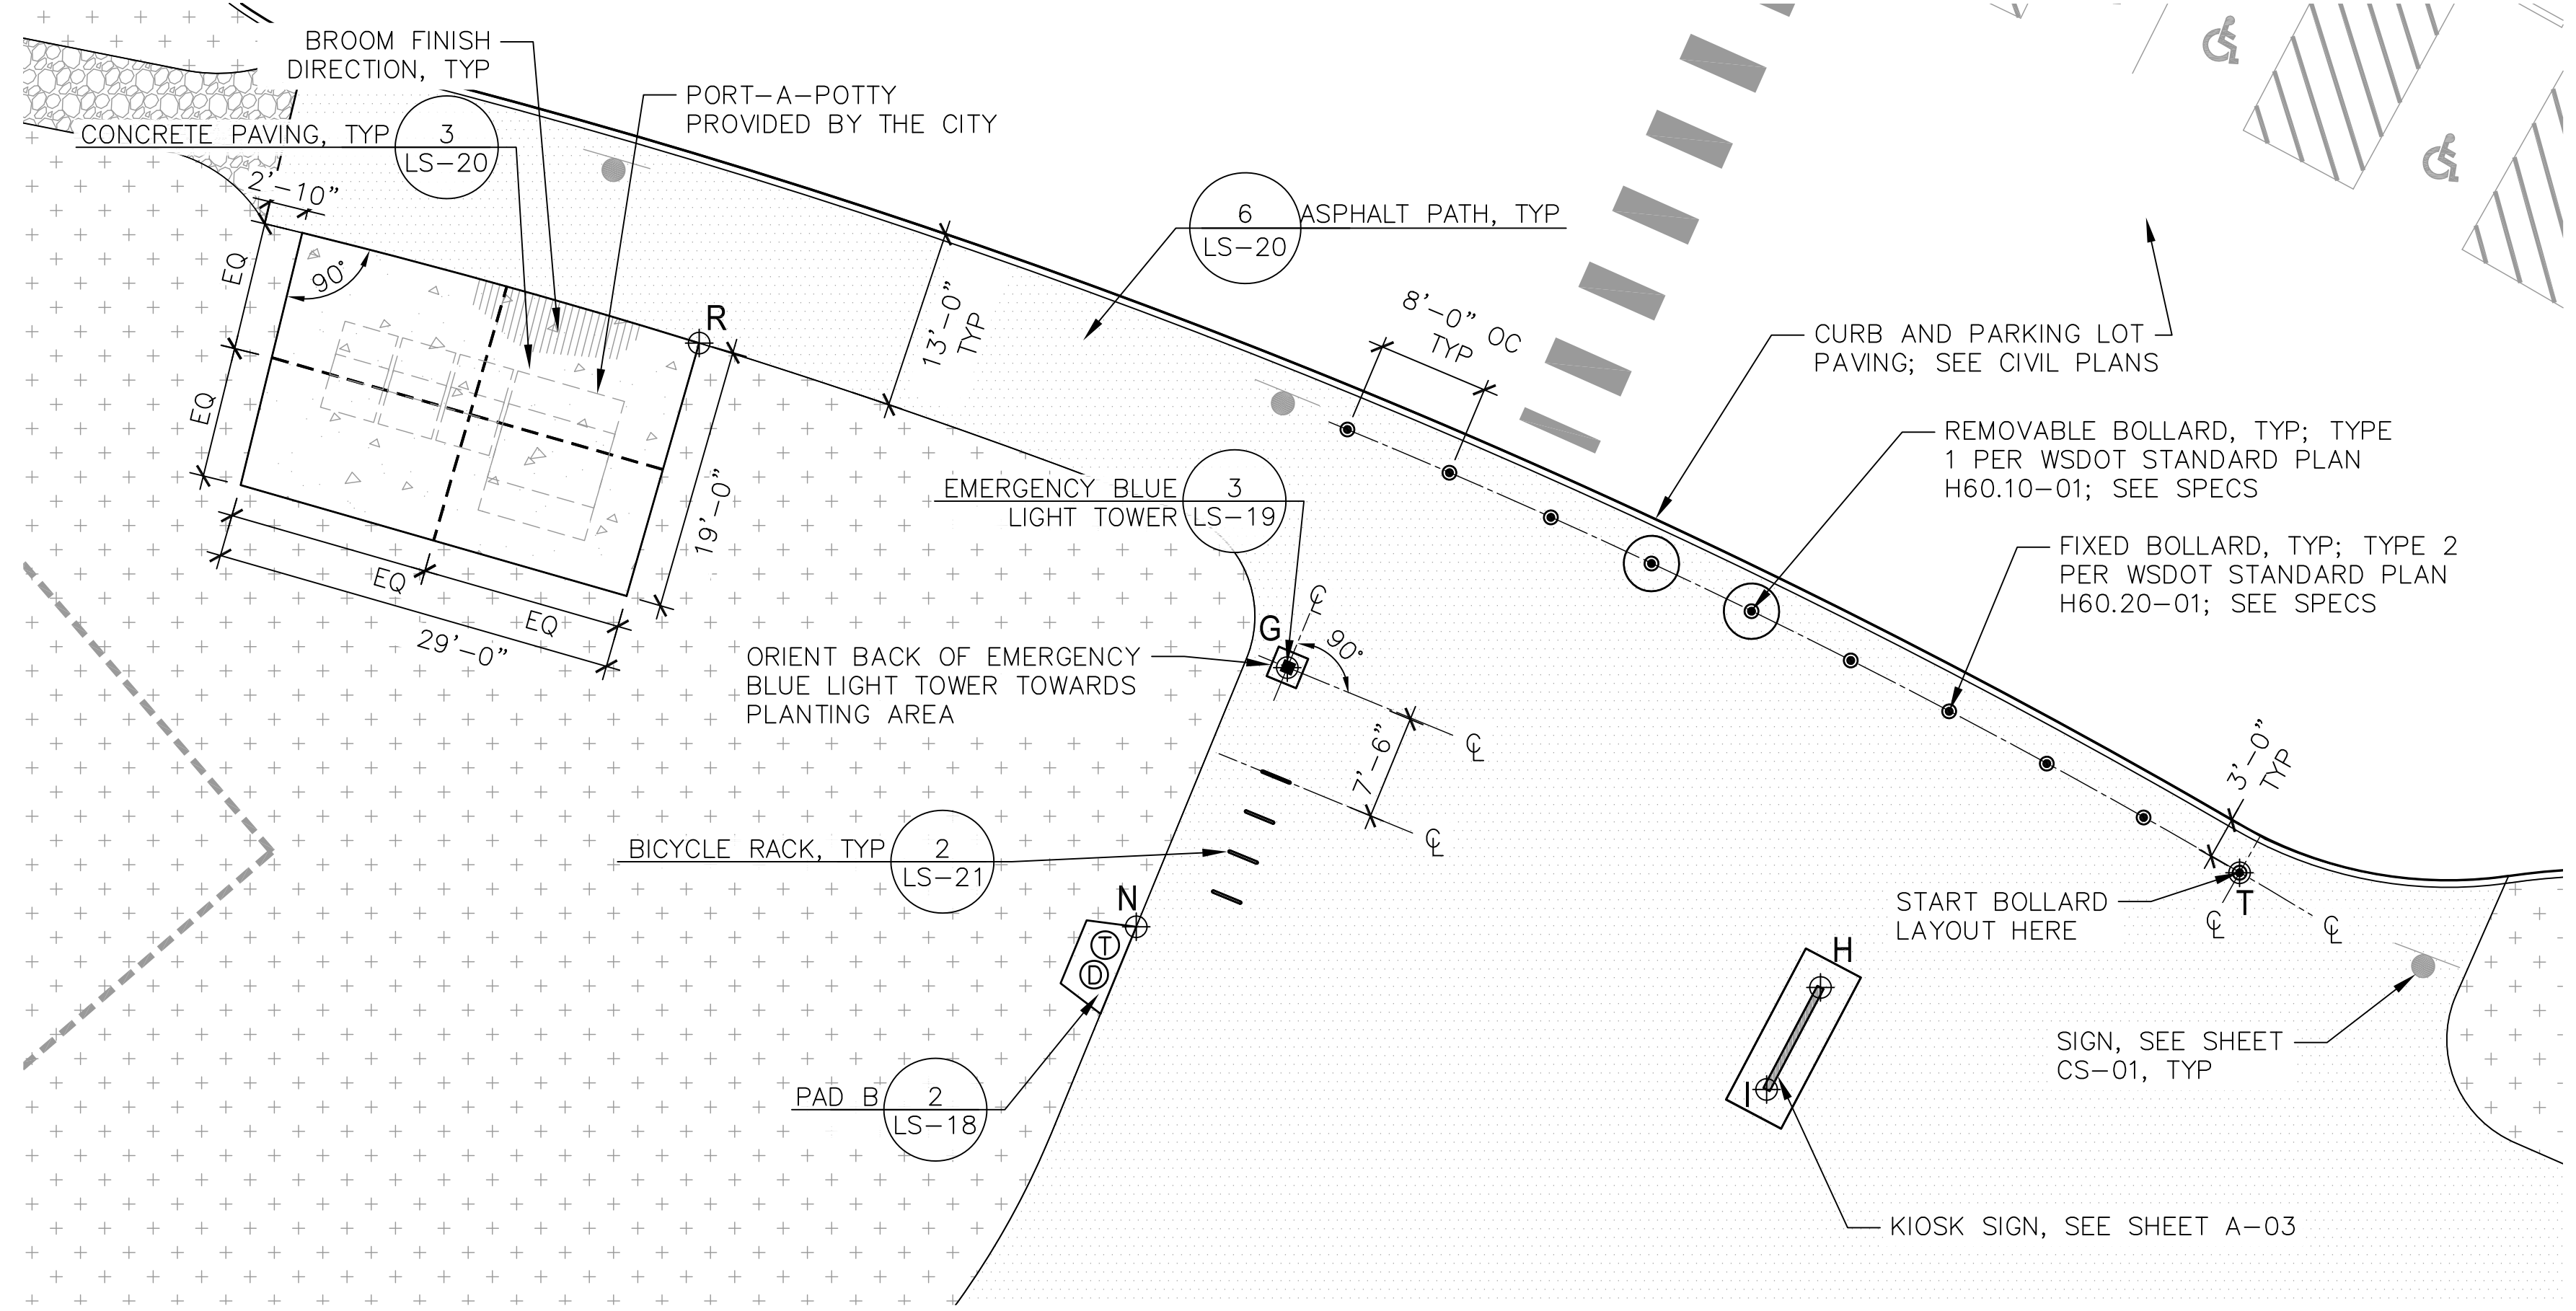 BROOM FINISH
DIRECTION, TYP
PORT-A-POTTY
PROVIDED BY THE CITY
CONCRETE PAVING, TYP
3
LS-20
2'-10"
EQ
EQ
90°
R
13'-0"
TYP
6
LS-20
ASPHALT PATH, TYP
8'-0" OC
TYP
CURB AND PARKING LOT
PAVING; SEE CIVIL PLANS
REMOVABLE BOLLARD, TYP; TYPE
1 PER WSDOT STANDARD PLAN
H60.10-01; SEE SPECS
FIXED BOLLARD, TYP; TYPE 2
PER WSDOT STANDARD PLAN
H60.20-01; SEE SPECS
EMERGENCY BLUE
LIGHT TOWER
3
LS-19
19'-0"
EQ
EQ
29'-0"
G
℄
90°
ORIENT BACK OF EMERGENCY
BLUE LIGHT TOWER TOWARDS
PLANTING AREA
7'-6"
℄
℄
3'-0"
TYP
BICYCLE RACK, TYP
2
LS-21
START BOLLARD
LAYOUT HERE
T
℄
℄
N
T
D
H
I
SIGN, SEE SHEET
CS-01, TYP
PAD B
2
LS-18
KIOSK SIGN, SEE SHEET A-03